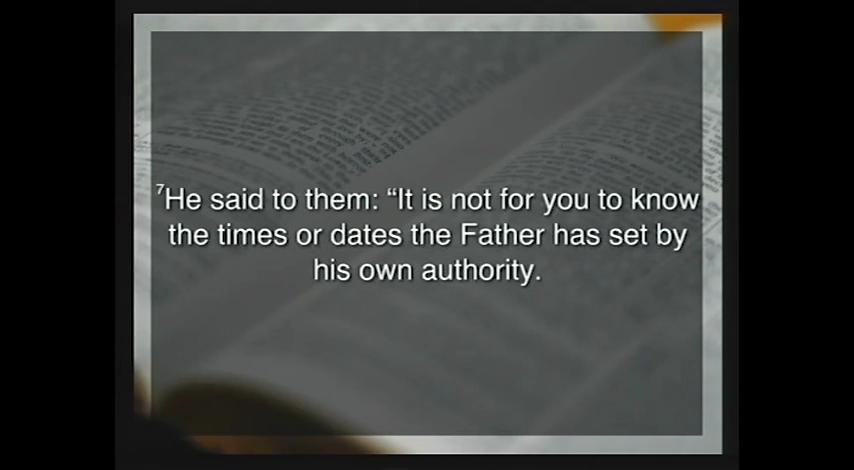 ⁷He said to them: “It is not for you to know
the times or dates the Father has set by
his own authority.